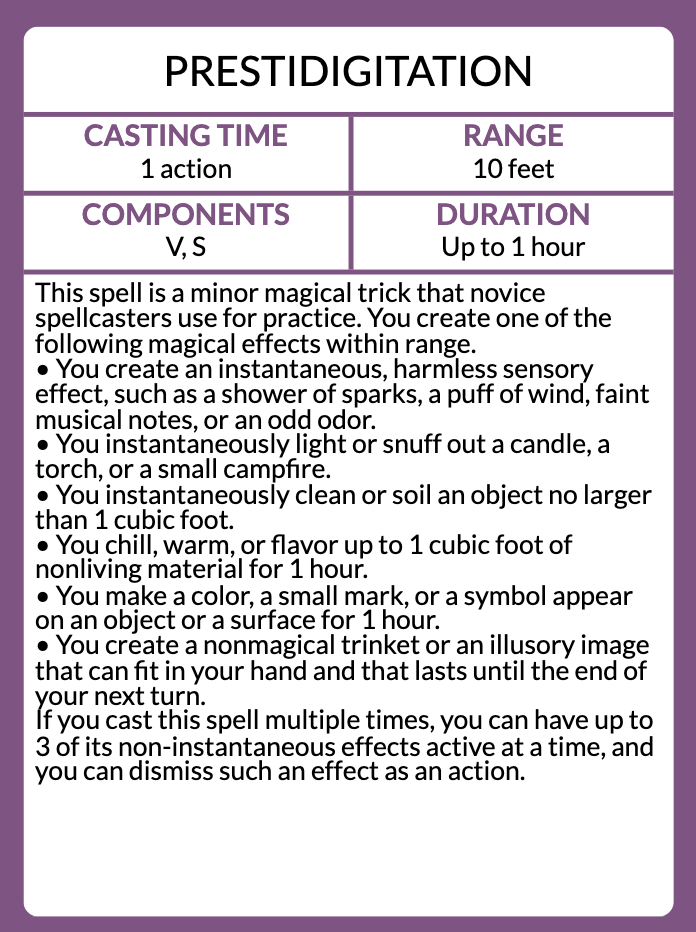 PRESTIDIGITATION
CASTING TIME
1 action
RANGE
10 feet
COMPONENTS
V, S
DURATION
Up to 1 hour
This spell is a minor magical trick that novice
spellcasters use for practice. You create one of the
following magical effects within range.
• You create an instantaneous, harmless sensory
effect, such as a shower of sparks, a puff of wind, faint
musical notes, or an odd odor.
• You instantaneously light or snuff out a candle, a
torch, or a small campfire.
• You instantaneously clean or soil an object no larger
than 1 cubic foot.
• You chill, warm, or flavor up to 1 cubic foot of
nonliving material for 1 hour.
• You make a color, a small mark, or a symbol appear
on an object or a surface for 1 hour.
• You create a nonmagical trinket or an illusory image
that can fit in your hand and that lasts until the end of
your next turn.
If you cast this spell multiple times, you can have up to
3 of its non-instantaneous effects active at a time, and
you can dismiss such an effect as an action.